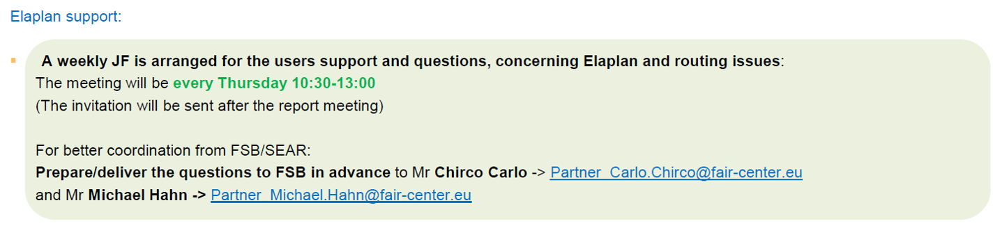 Elaplan support:
▪ A weekly JF is arranged for the users support and questions, concerning Elaplan and routing issues:
The meeting will be every Thursday 10:30-13:00
(The invitation will be sent after the report meeting)
For better coordination from FSB/SEAR:
Prepare/deliver the questions to FSB in advance to Mr Chirco Carlo -> Partner_Carlo.Chirco@fair-center.eu
and Mr Michael Hahn -> Partner_Michael.Hahn@fair-center.eu